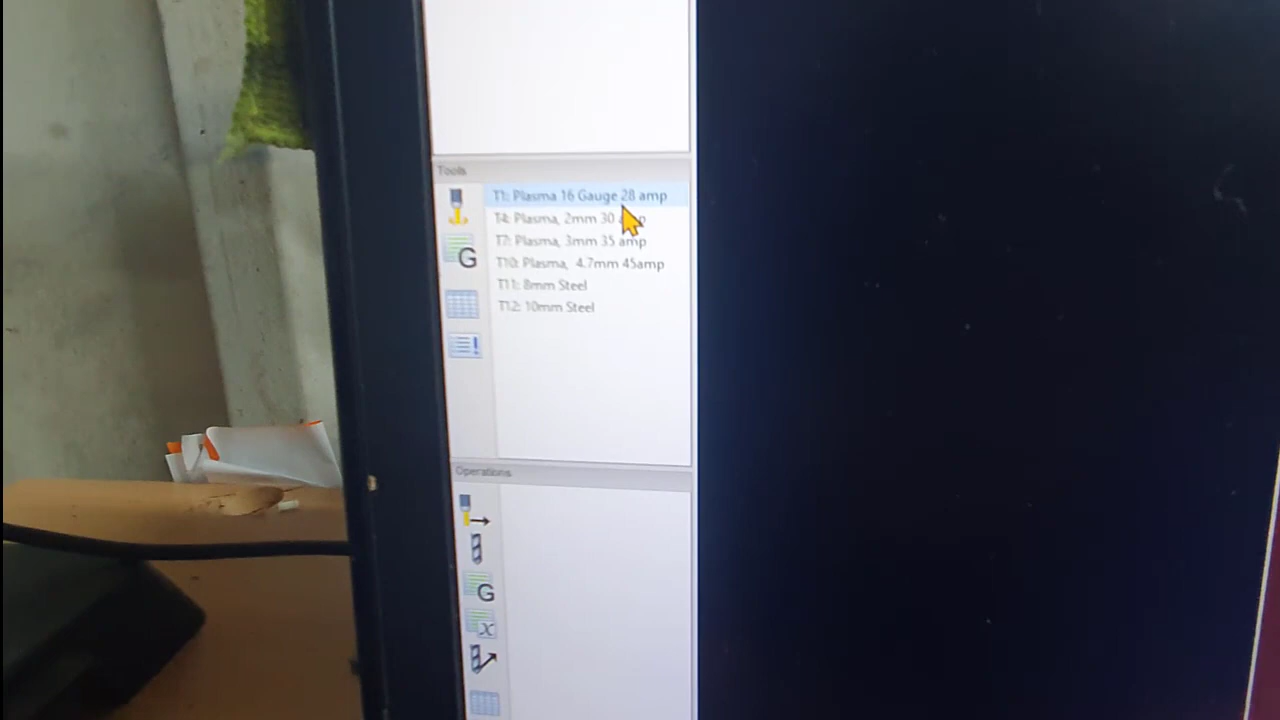 Tools
T1: Plasma 16 Gauge 28 amp
T4: Plasma, 2mm 30
T7: Plasma, 3mm 35 amp
T10: Plasma, 4.7mm 45amp
T11: 8mm Steel
T12: 10mm Steel
G
Operations
G
x